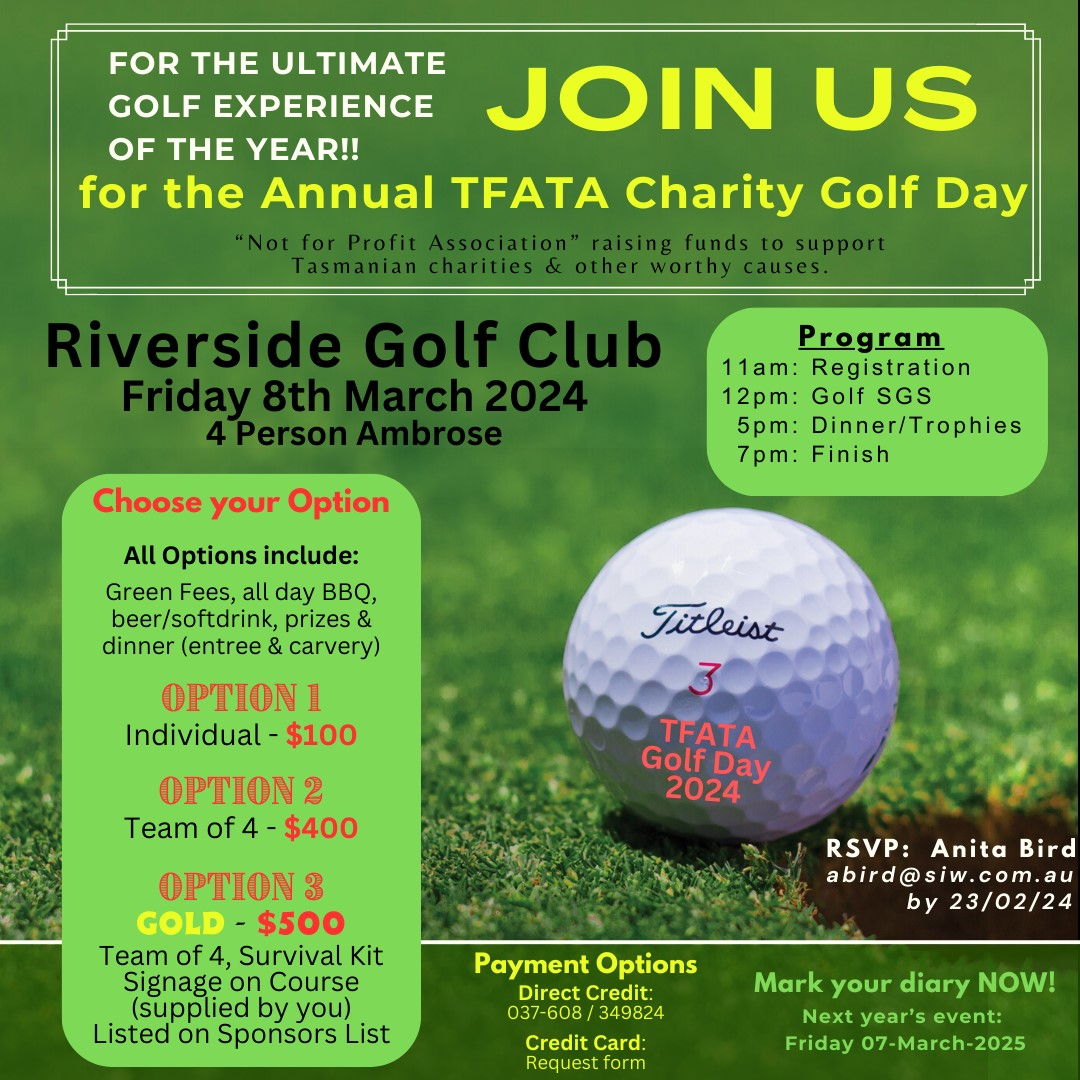 FOR THE ULTIMATE
GOLF EXPERIENCE
OF THE YEAR!!
JOIN US
for the Annual TFATA Charity Golf Day
“Not for Profit Association” raising funds to support
Tasmanian charities & other worthy causes.
Riverside Golf Club
Friday 8th March 2024
4 Person Ambrose
Program
11am: Registration
12pm: Golf SGS
5pm: Dinner/Trophies
7pm: Finish
Choose your Option
All Options include:
Green Fees, all day BBQ,
beer/softdrink, prizes &
dinner (entree & carvery)
OPTION 1
Individual - $100
OPTION 2
Team of 4 - $400
OPTION 3
GOLD - $500
Team of 4, Survival Kit
Signage on Course
(supplied by you)
Listed on Sponsors List
Titleist
3
TFATA
Golf Day
2024
RSVP: Anita Bird
abird@siw.com.au
by 23/02/24
Payment Options
Direct Credit:
037-608 / 349824
Credit Card:
Request form
Mark your diary NOW!
Next year’s event:
Friday 07-March-2025